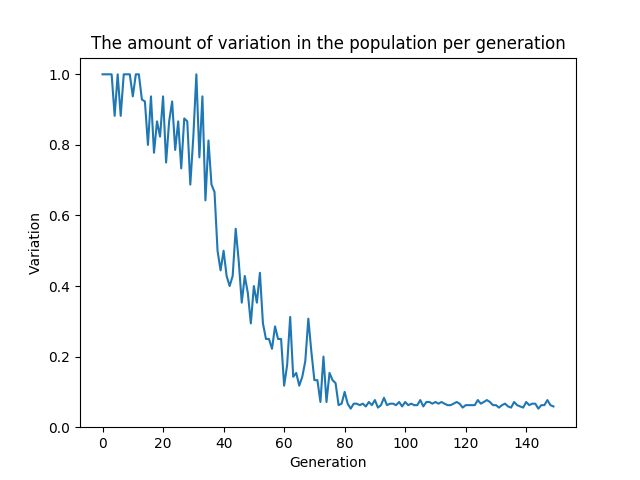 The amount of variation in the population per generation
1.0
0.8
0.6
0.4
0.2
0.0
Variation
0 20 40 60 80 100 120 140
Generation